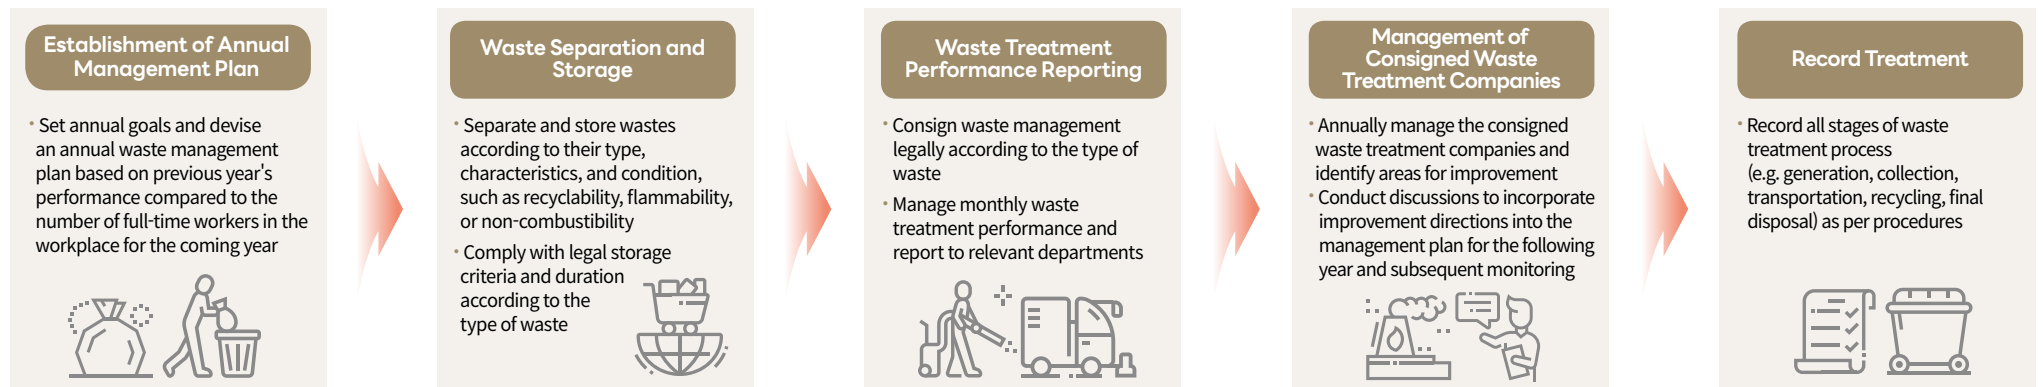 Establishment of Annual
Management Plan
• Set annual goals and devise
an annual waste management
plan based on previous year's
performance compared to the
number of full-time workers in the
workplace for the coming year
Waste Separation and
Storage
• Separate and store wastes
according to their type,
characteristics, and condition,
such as recyclability, flammability,
or non-combustibility
• Comply with legal storage
criteria and duration
according to the
type of waste
Waste Treatment
Performance Reporting
• Consign waste management
legally according to the type of
waste
• Manage monthly waste
treatment performance and
report to relevant departments
Management of
Consigned Waste
Treatment Companies
• Annually manage the consigned
waste treatment companies and
identify areas for improvement
• Conduct discussions to incorporate
improvement directions into the
management plan for the following
year and subsequent monitoring
Record Treatment
• Record all stages of waste
treatment process
(e.g. generation, collection,
transportation, recycling, final
disposal) as per procedures